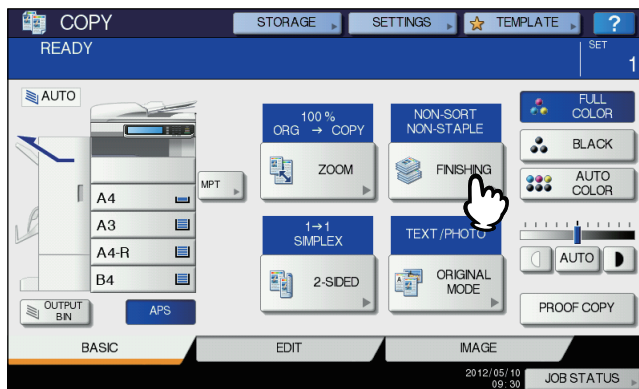 COPY
STORAGE
SETTINGS
TEMPLATE
?
READY
SET
1
AUTO
100 %
ORG → COPY
ZOOM
NON-SORT
NON-STAPLE
FINISHING
FULL
COLOR
BLACK
AUTO
COLOR
MPT
A4
A3
A4-R
B4
1→1
SIMPLEX
2-SIDED
TEXT/PHOTO
ORIGINAL
MODE
AUTO
OUTPUT
BIN
APS
PROOF COPY
BASIC
EDIT
IMAGE
2012/05/10
09:30
JOB STATUS